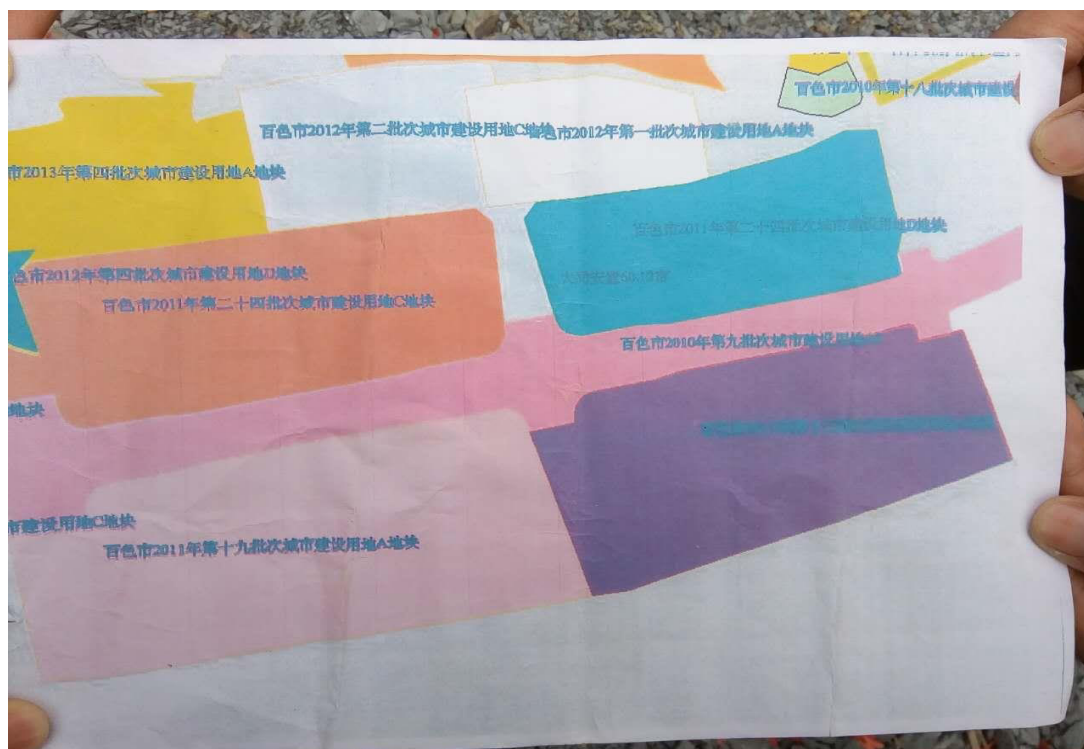 百色市2010年第十八批次城市建设
百色市2012年第二批次城市建设用地C地块
色市2012年第一批次城市建设用地A地块
市2013年第四批次城市建设用地A地块
百色市2011年第二十四批次城市建设用地D地块
色市2012年第四批次城市建设用地D地块
百色市2011年第二十四批次城市建设用地C地块
百色市2010年第九批次城市建设用地
地块
市建设用地C地块
百色市2011年第十九批次城市建设用地A地块